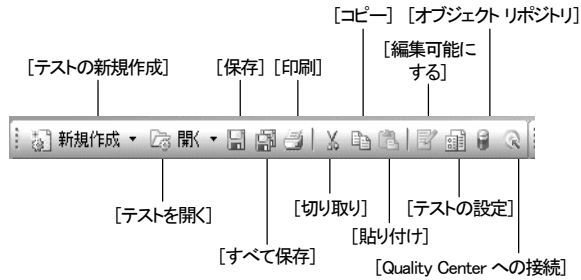 [コピー] [オブジェクト リポジトリ]
[テストの新規作成] [保存] [印刷] [編集可能に
する]
新規作成 開く
[テストを開く] [切り取り] [テストの設定]
[すべて保存] [貼り付け]
[Quality Center への接続]